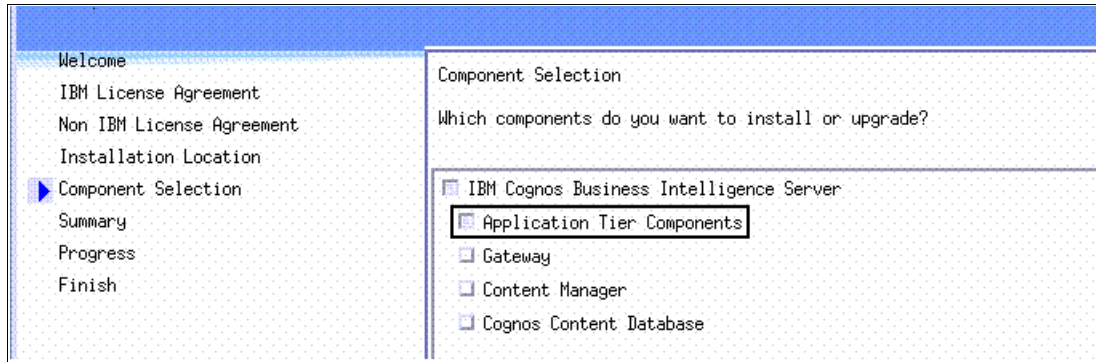 Welcome
IBM License Agreement
Non IBM License Agreement
Installation Location
Component Selection
Summary
Progress
Finish
Component Selection
Which components do you want to install or upgrade?
IBM Cognos Business Intelligence Server
Application Tier Components
Gateway
Content Manager
Cognos Content Database